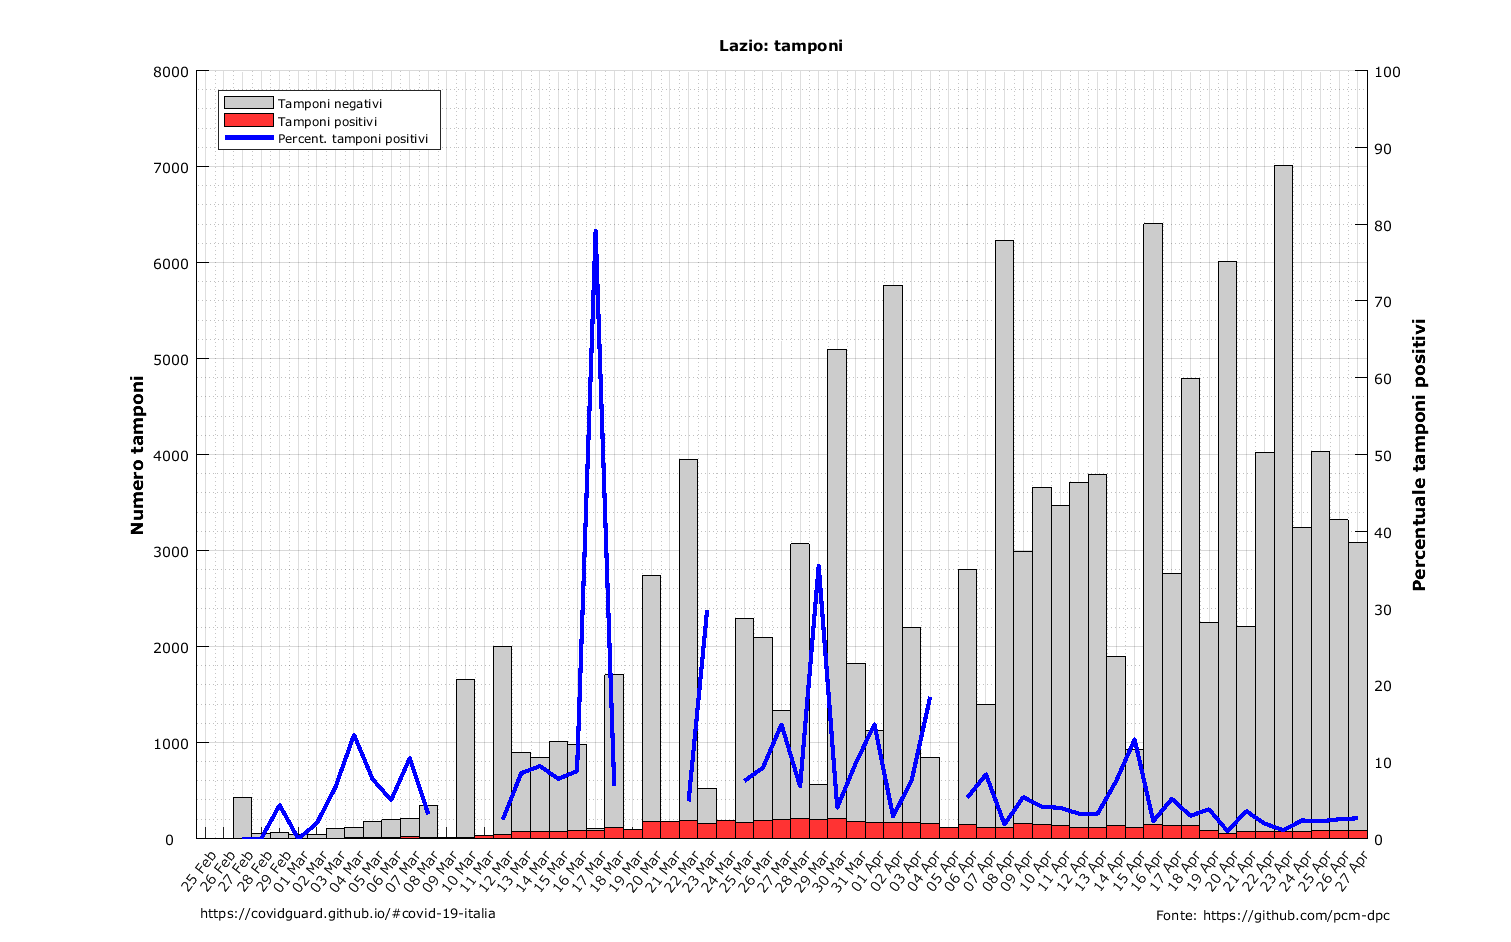 Lazio: tamponi
Tamponi negativi
Tamponi positivi
Percent. tamponi positivi
Numero tamponi
8000
7000
6000
5000
4000
3000
2000
1000
0
Percentuale tamponi positivi
100
90
80
70
60
50
40
30
20
10
0
25 Feb
26 Feb
27 Feb
28 Feb
29 Feb
01 Mar
02 Mar
03 Mar
04 Mar
05 Mar
06 Mar
07 Mar
08 Mar
09 Mar
10 Mar
11 Mar
12 Mar
13 Mar
14 Mar
15 Mar
16 Mar
17 Mar
18 Mar
19 Mar
20 Mar
21 Mar
22 Mar
23 Mar
24 Mar
25 Mar
26 Mar
27 Mar
28 Mar
29 Mar
30 Mar
31 Mar
01 Apr
02 Apr
03 Apr
04 Apr
05 Apr
06 Apr
07 Apr
08 Apr
09 Apr
10 Apr
11 Apr
12 Apr
13 Apr
14 Apr
15 Apr
16 Apr
17 Apr
18 Apr
19 Apr
20 Apr
21 Apr
22 Apr
23 Apr
24 Apr
25 Apr
26 Apr
27 Apr
https://covidguard.github.io/#covid-19-italia
Fonte: https://github.com/pcm-dpc